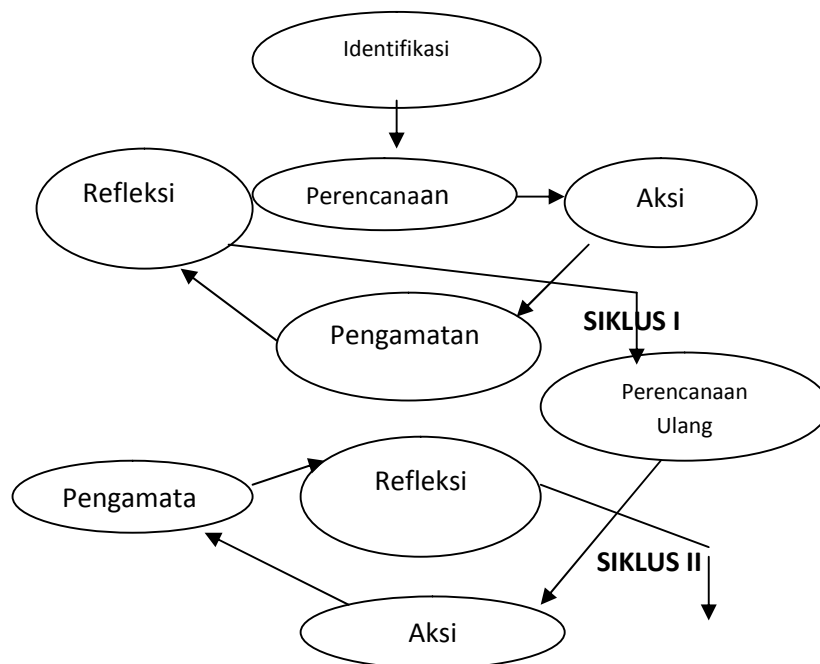 Identifikasi
Refleksi
Perencanaan
Aksi
Pengamatan
SIKLUS I
Perencanaan
Ulang
Pengamata
Refleksi
SIKLUS II
Aksi